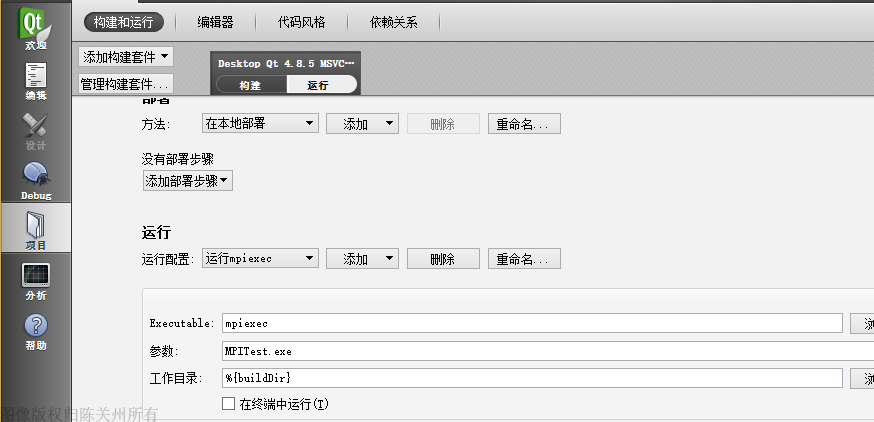 Qt
欢迎
编辑
设计
Debug
项目
分析
帮助
构建和运行
编辑器
代码风格
依赖关系
添加构建套件
管理构建套件...
Desktop Qt 4.8.5 MSVC…
构建
运行
部署
方法:
在本地部署
添加
删除
重命名...
没有部署步骤
添加部署步骤
运行
运行配置:
运行mpiexec
添加
删除
重命名...
Executable:
mpiexec
浏
参数:
MPITest.exe
工作目录:
%{buildDir}
浏
在终端中运行(T)
图像版权归陈关州所有